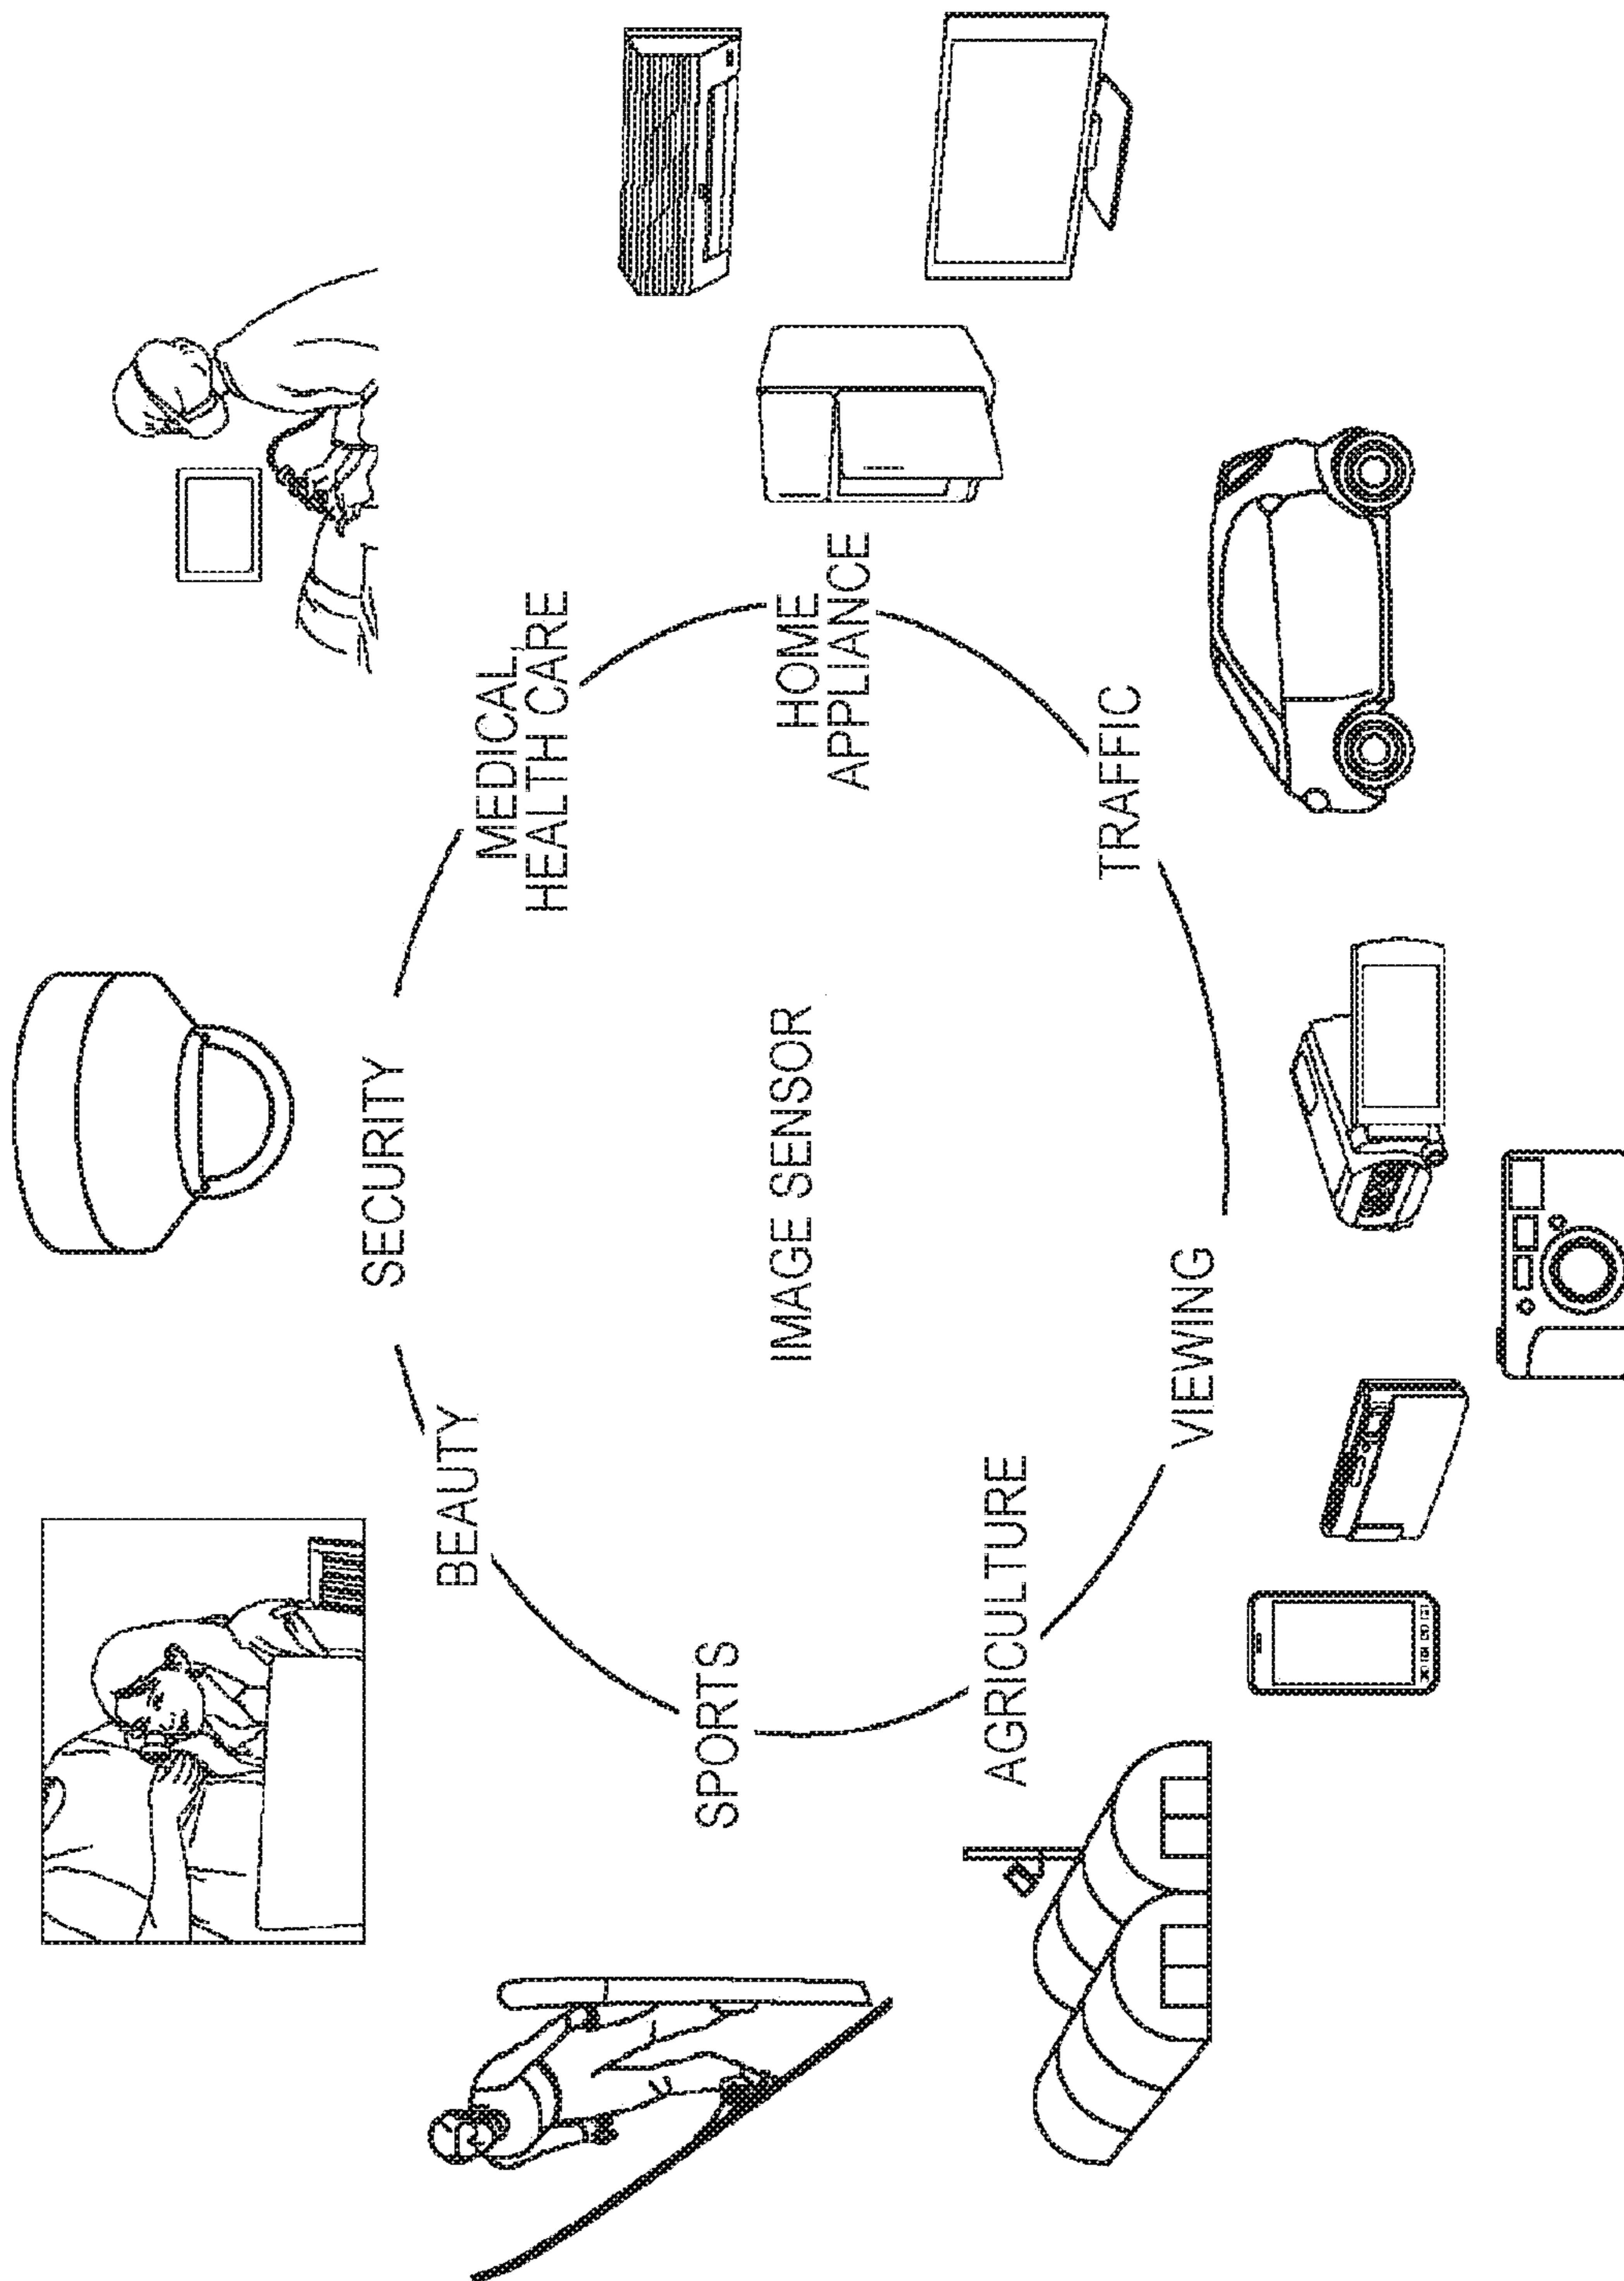 SECURITY
BEAUTY
MEDICAL,
HEALTH CARE
SPORTS
IMAGE SENSOR
HOME
APPLIANCE
AGRICULTURE
TRAFFIC
VIEWING